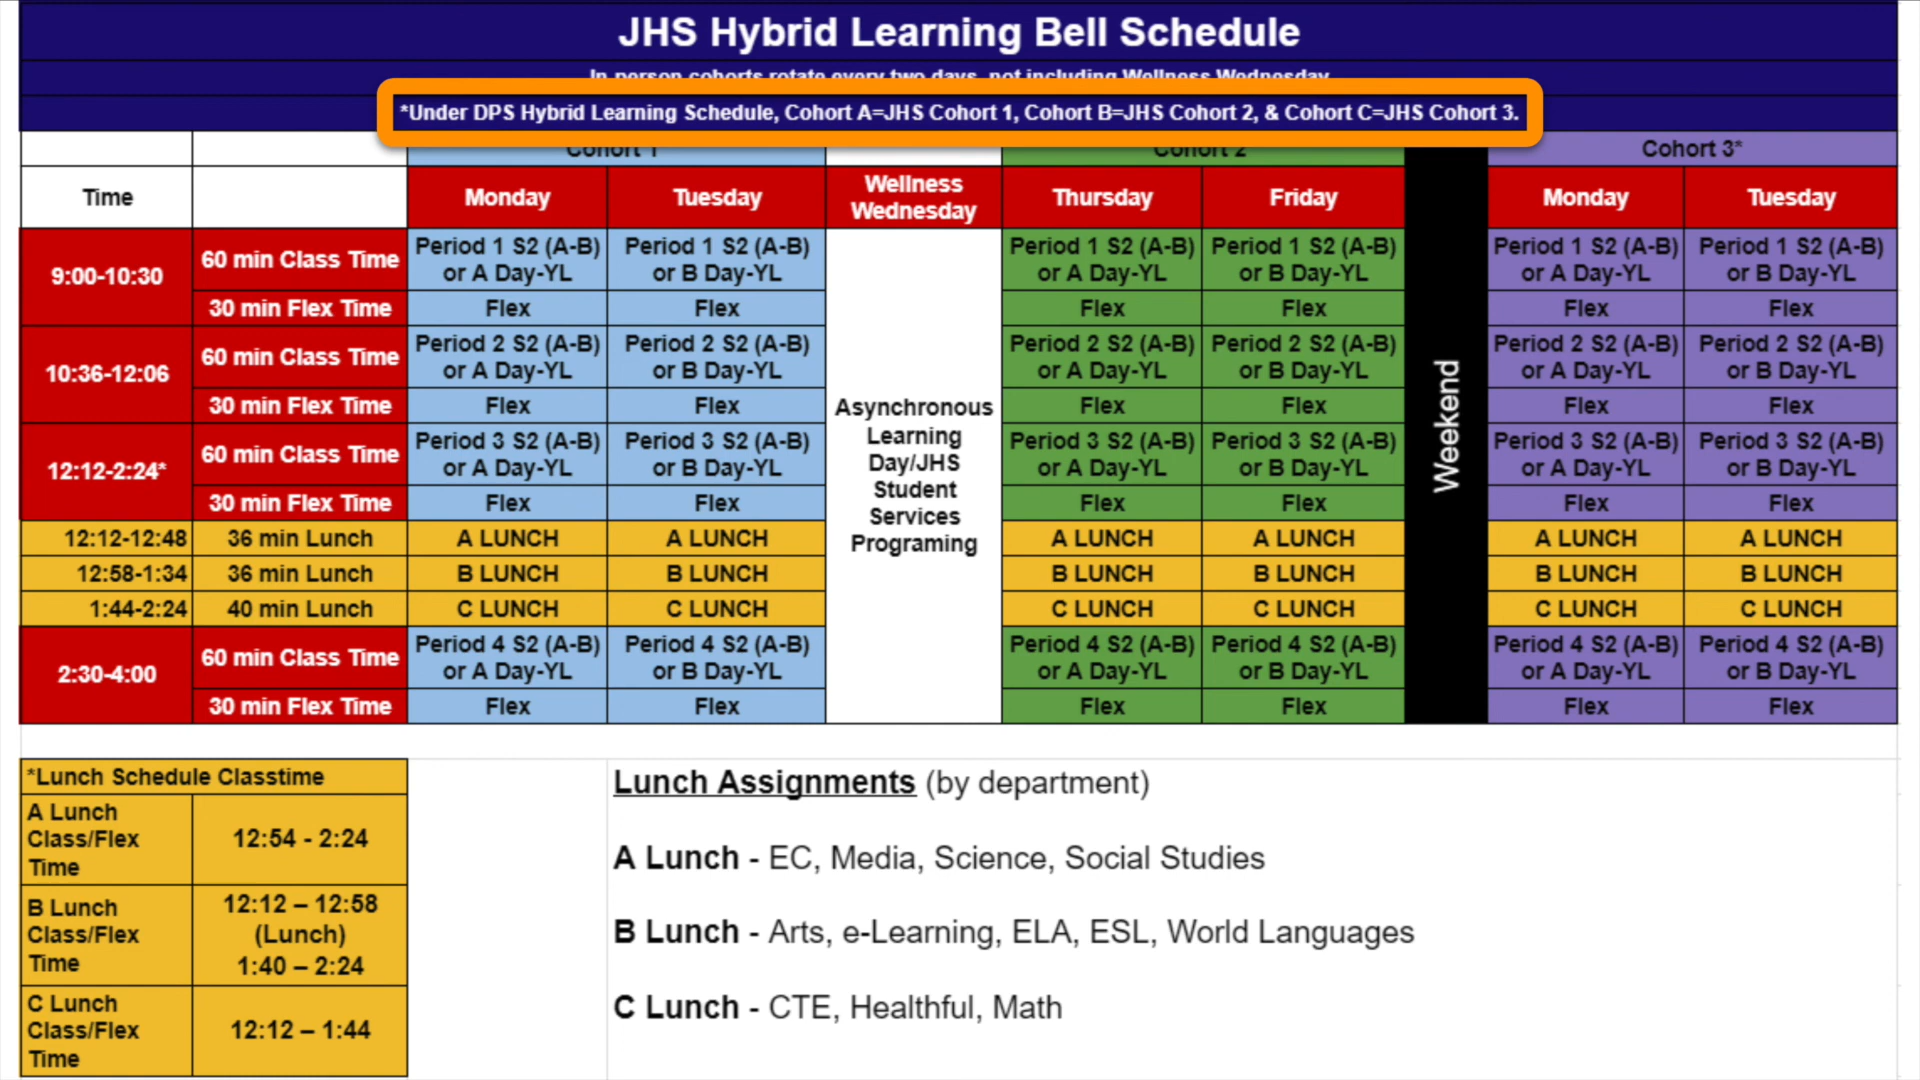 JHS Hybrid Learning Bell Schedule
In-person cohorts rotate every two days, not including Wellness Wednesday
*Under DPS Hybrid Learning Schedule, Cohort A=JHS Cohort 1, Cohort B=JHS Cohort 2, & Cohort C=JHS Cohort 3.
Cohort 1 Cohort 2 Cohort 3*
Time Monday Tuesday Wellness Wednesday Thursday Friday Weekend Monday Tuesday
9:00-10:30
60 min Class Time
Period 1 S2 (A-B) Period 1 S2 (A-B) Period 1 S2 (A-B) Period 1 S2 (A-B) Period 1 S2 (A-B) Period 1 S2 (A-B)
or A Day-YL or B Day-YL or A Day-YL or B Day-YL or A Day-YL or B Day-YL
30 min Flex Time Flex Flex Flex Flex Flex Flex
10:36-12:06
60 min Class Time
Period 2 S2 (A-B) Period 2 S2 (A-B) Period 2 S2 (A-B) Period 2 S2 (A-B) Period 2 S2 (A-B) Period 2 S2 (A-B)
or A Day-YL or B Day-YL or A Day-YL or B Day-YL or A Day-YL or B Day-YL
30 min Flex Time Flex Flex Flex Flex Flex Flex
Asynchronous
Learning
Day/JHS
Student
Services
Programing
12:12-2:24*
60 min Class Time
Period 3 S2 (A-B) Period 3 S2 (A-B) Period 3 S2 (A-B) Period 3 S2 (A-B) Period 3 S2 (A-B) Period 3 S2 (A-B)
or A Day-YL or B Day-YL or A Day-YL or B Day-YL or A Day-YL or B Day-YL
30 min Flex Time Flex Flex Flex Flex Flex Flex
12:12-12:48 36 min Lunch A LUNCH A LUNCH A LUNCH A LUNCH A LUNCH A LUNCH
12:58-1:34 36 min Lunch B LUNCH B LUNCH B LUNCH B LUNCH B LUNCH B LUNCH
1:44-2:24 40 min Lunch C LUNCH C LUNCH C LUNCH C LUNCH C LUNCH C LUNCH
2:30-4:00
60 min Class Time
Period 4 S2 (A-B) Period 4 S2 (A-B) Period 4 S2 (A-B) Period 4 S2 (A-B) Period 4 S2 (A-B) Period 4 S2 (A-B)
or A Day-YL or B Day-YL or A Day-YL or B Day-YL or A Day-YL or B Day-YL
30 min Flex Time Flex Flex Flex Flex Flex Flex
*Lunch Schedule Classtime
A Lunch
Class/Flex
Time
12:54 - 2:24
B Lunch
Class/Flex
Time
12:12 – 12:58
(Lunch)
1:40 – 2:24
C Lunch
Class/Flex
Time
12:12 – 1:44
Lunch Assignments (by department)
A Lunch - EC, Media, Science, Social Studies
B Lunch - Arts, e-Learning, ELA, ESL, World Languages
C Lunch - CTE, Healthful, Math